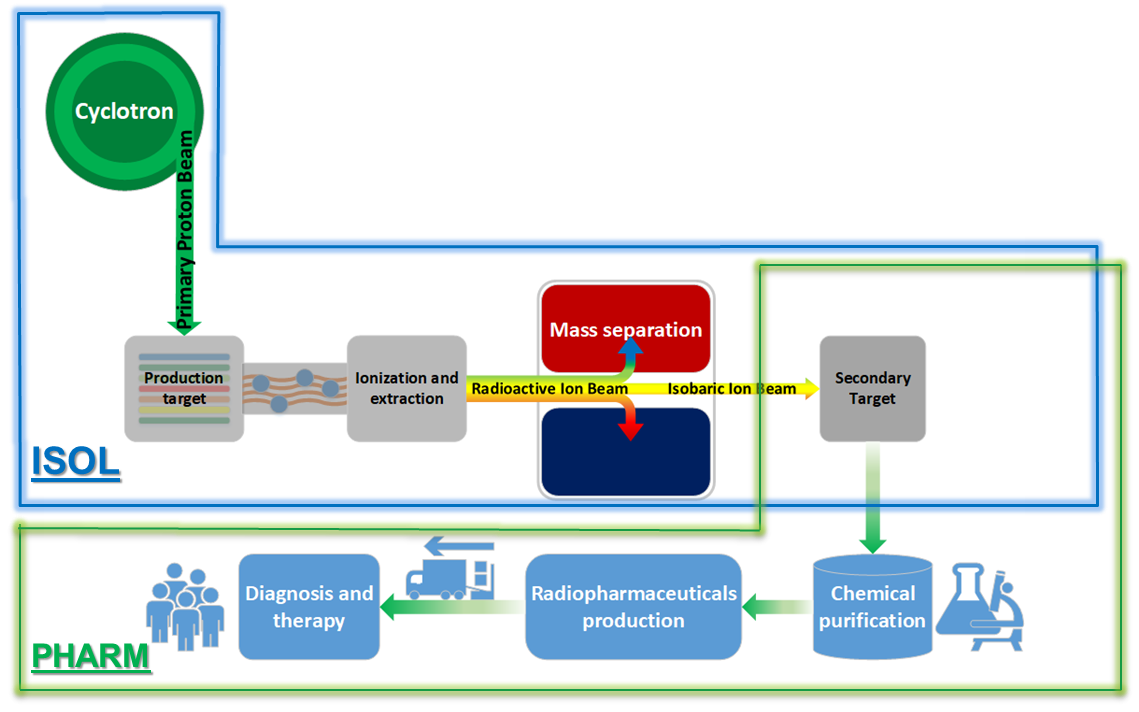 Cyclotron
Primary Proton Beam
Production
target
Ionization and
extraction
Mass separation
Radioactive Ion Beam
Isobaric Ion Beam
Secondary
Target
ISOL
Chemical
purification
Radiopharmaceuticals
production
Diagnosis and
therapy
PHARM